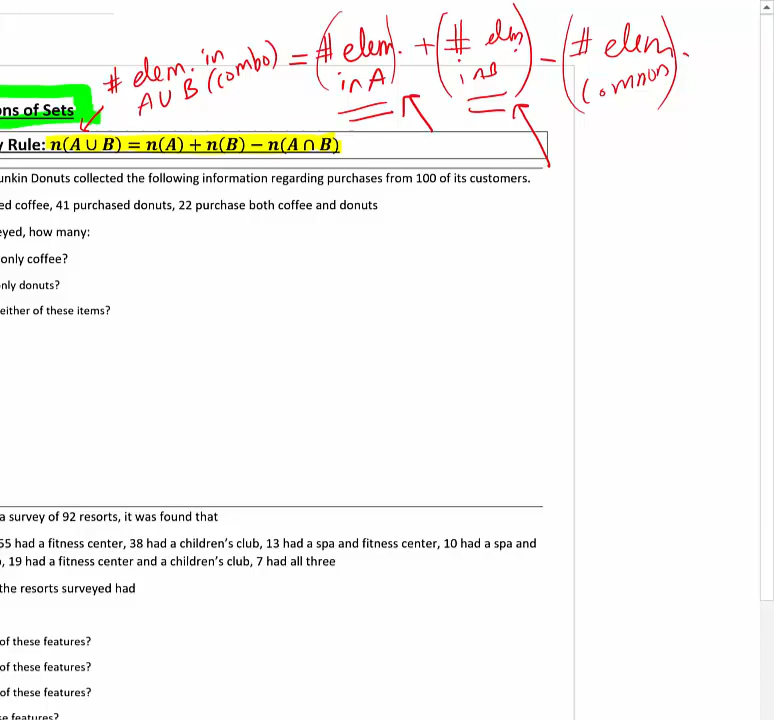 # elem. in A ∪ B (combo) = (# elem. in A) + (# elm in B) − (# elem. common)
ons of Sets
Rule: n(A ∪ B) = n(A) + n(B) − n(A ∩ B)
unkin Donuts collected the following information regarding purchases from 100 of its customers.
ed coffee, 41 purchased donuts, 22 purchase both coffee and donuts
eyed, how many:
only coffee?
nly donuts?
either of these items?
a survey of 92 resorts, it was found that
55 had a fitness center, 38 had a children's club, 13 had a spa and fitness center, 10 had a spa and
, 19 had a fitness center and a children's club, 7 had all three
the resorts surveyed had
of these features?
of these features?
of these features?
se features?